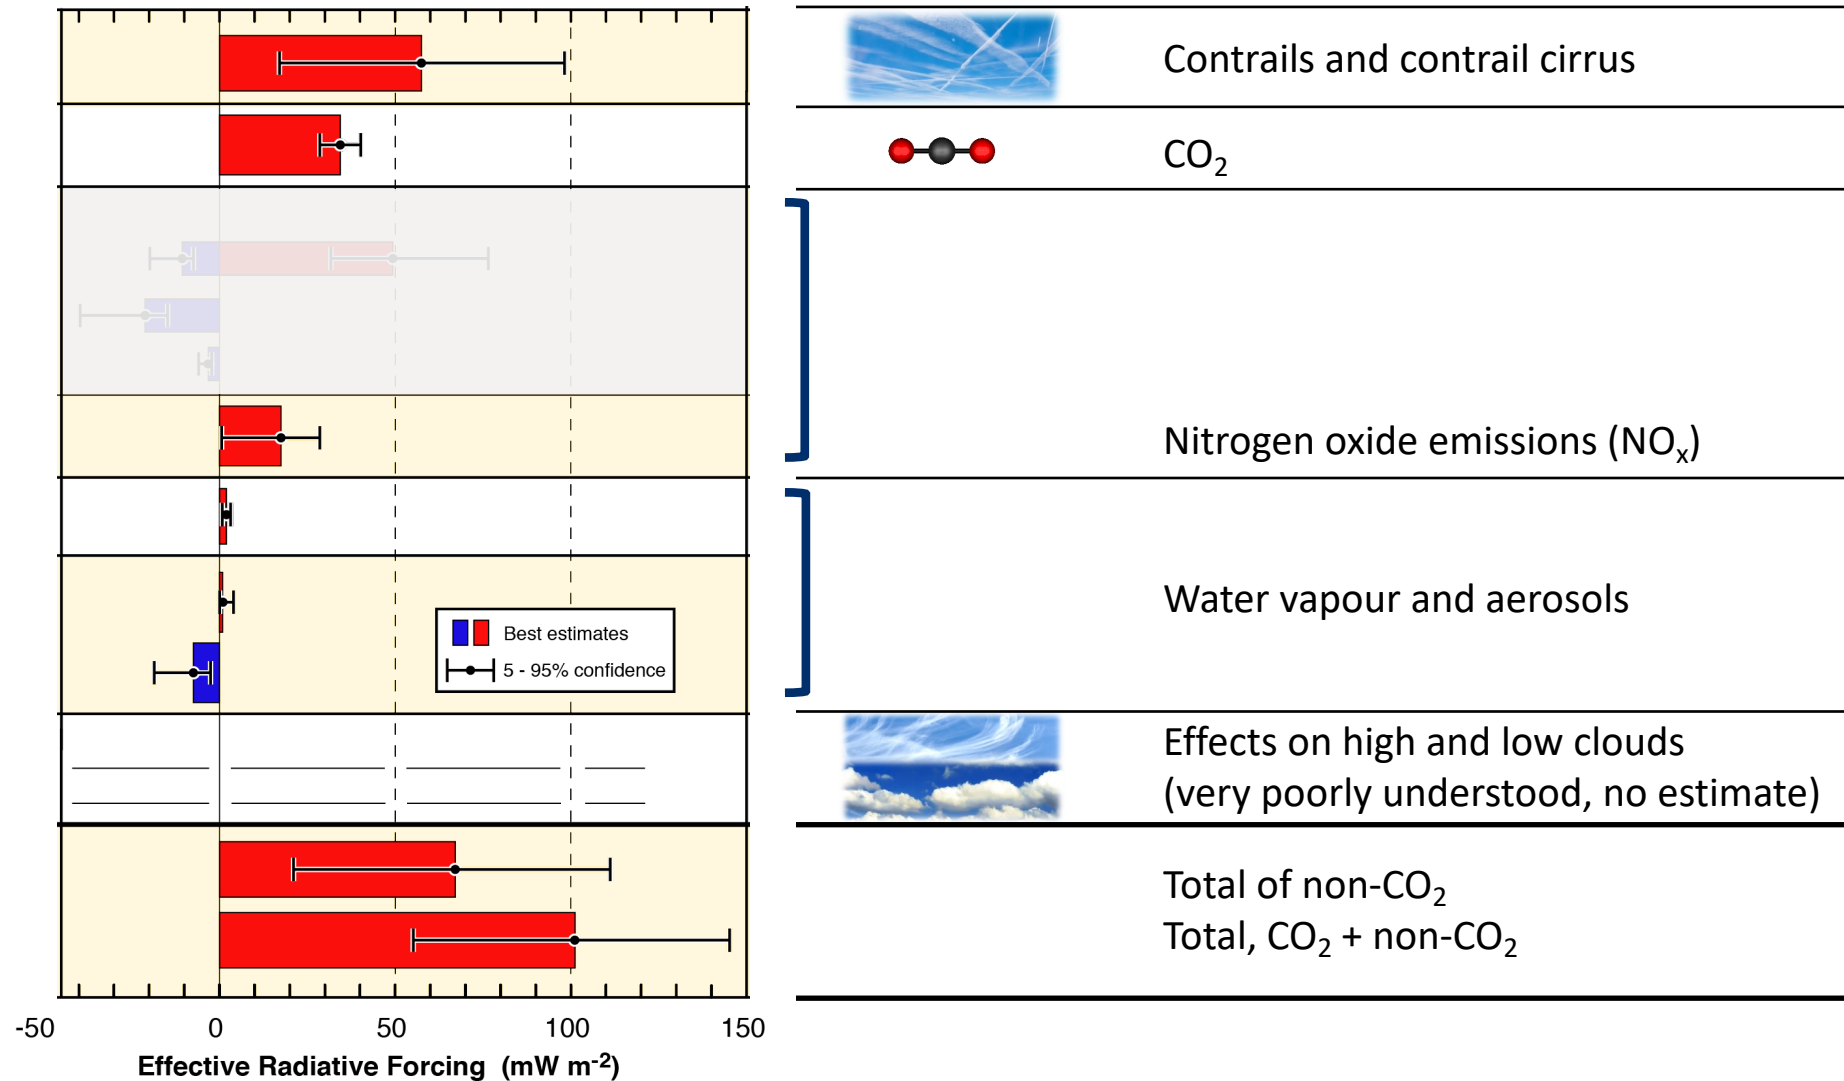 Contrails and contrail cirrus
CO₂
Nitrogen oxide emissions (NOₓ)
Water vapour and aerosols
Best estimates
5 - 95% confidence
Effects on high and low clouds
(very poorly understood, no estimate)
Total of non-CO₂
Total, CO₂ + non-CO₂
-50 0 50 100 150
Effective Radiative Forcing (mW m⁻²)